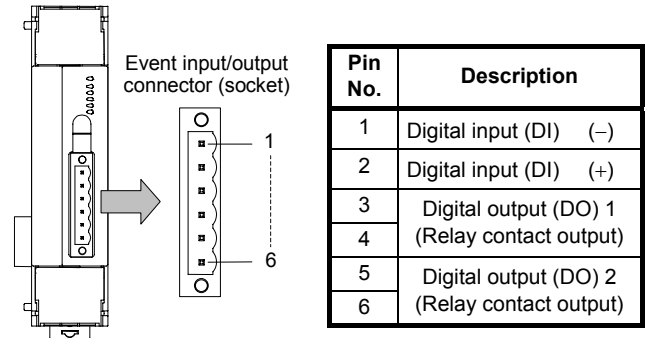 Event input/output
connector (socket)
1
6
Pin No. Description
1 Digital input (DI) (−)
2 Digital input (DI) (+)
3 Digital output (DO) 1
4 (Relay contact output)
5 Digital output (DO) 2
6 (Relay contact output)